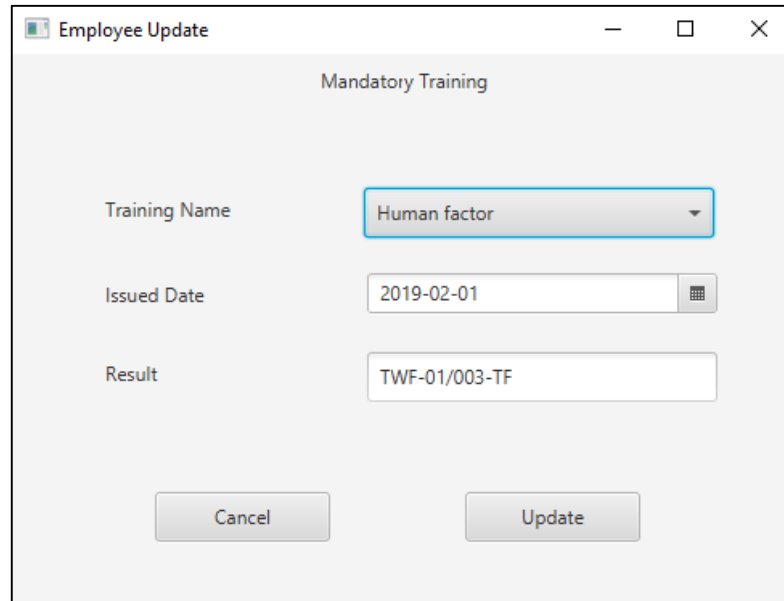 Employee Update
Mandatory Training
Training Name
Human factor
Issued Date
2019-02-01
Result
TWF-01/003-TF
Cancel
Update